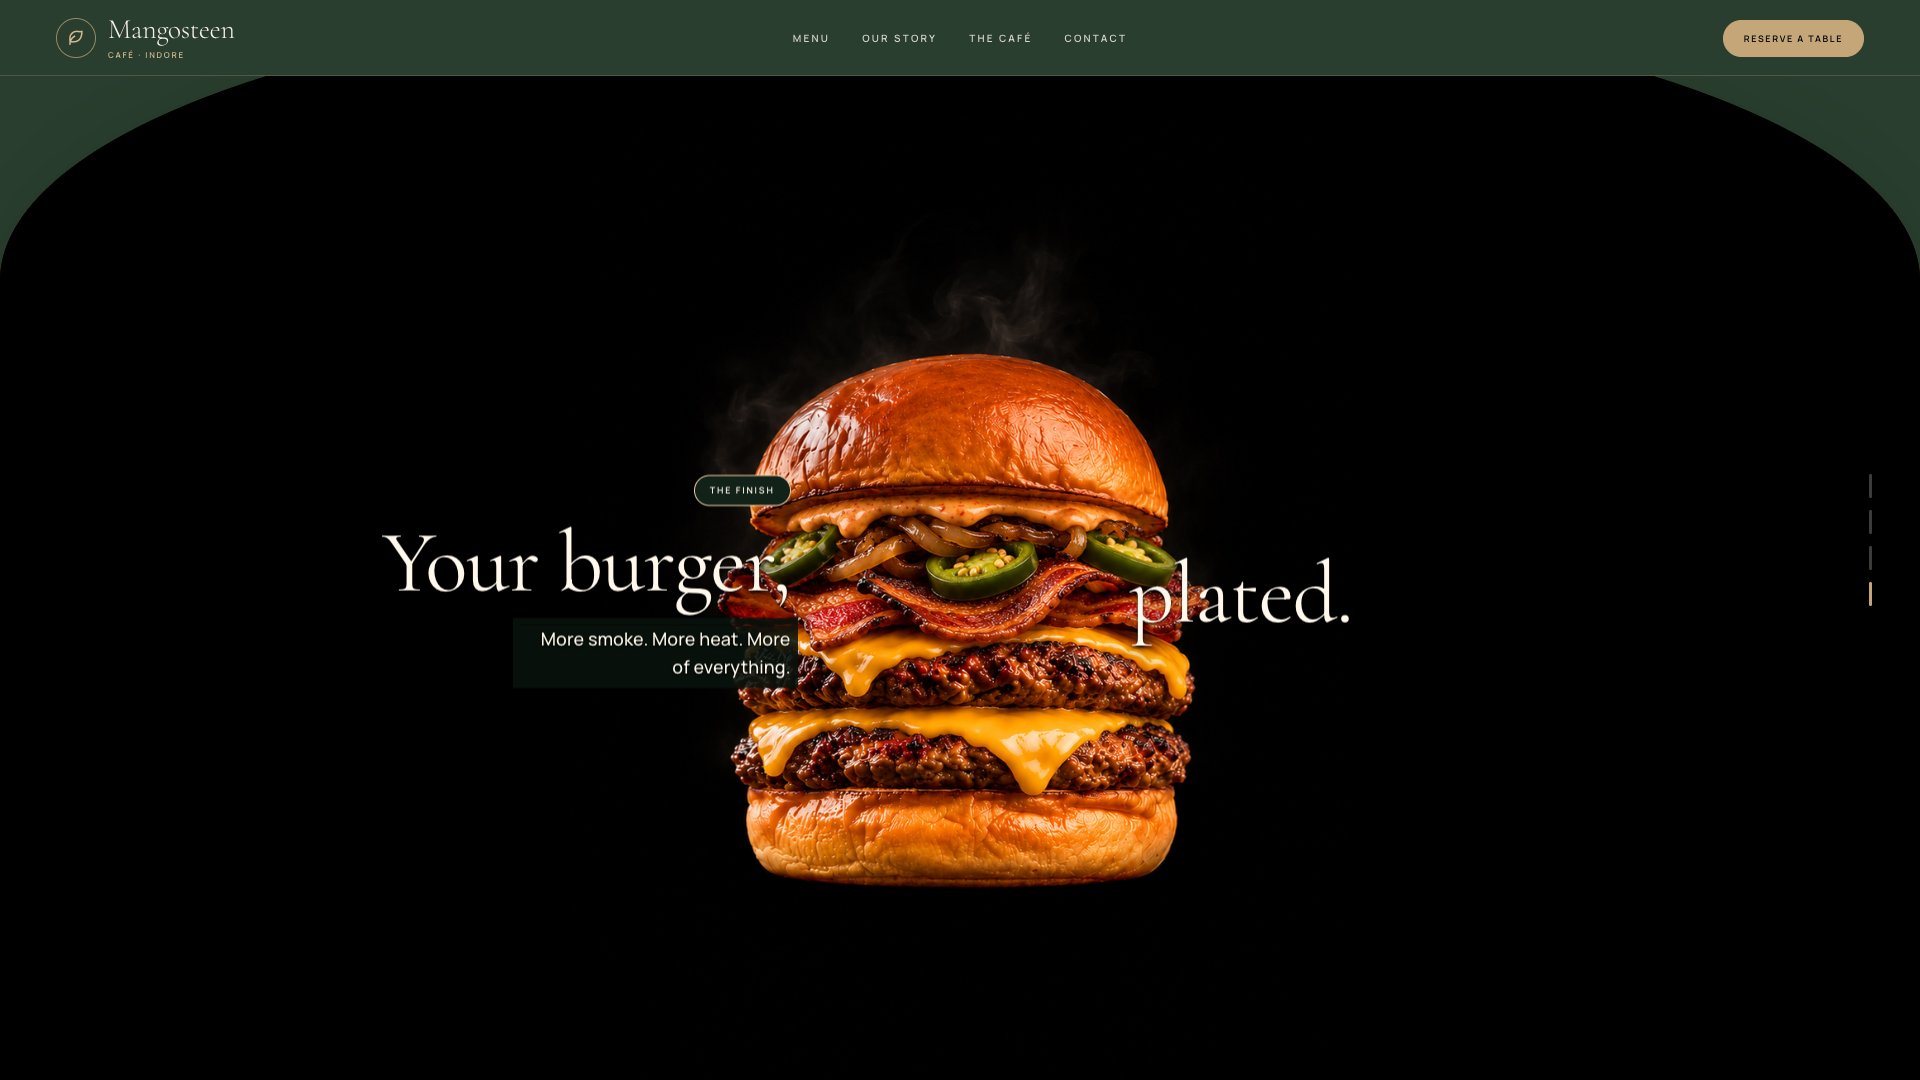 Mangosteen
CAFÉ · INDORE
MENU
OUR STORY
THE CAFÉ
CONTACT
RESERVE A TABLE
THE FINISH
Your burger,
plated.
More smoke. More heat. More
of everything.